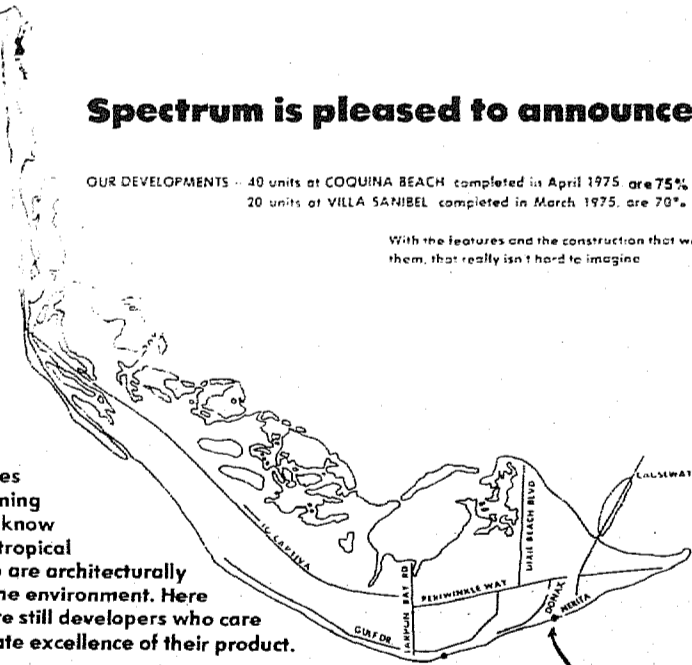 Spectrum is pleased to announce
OUR DEVELOPMENTS -- 40 units at COQUINA BEACH completed in April 1975. are 75%
20 units at VILLA SANIBEL completed in March 1975. are 70%
With the features and the construction that w
them, that really isn't hard to imagine
CAUSEWAY
DIXIE BEACH BLVD
TO CAPTIVA
TARPON BAY RD
PERIWINKLE WAY
DONAX
NERITA
GULF DR.
es
ning
know
tropical
are architecturally
he environment. Here
re still developers who care
ate excellence of their product.